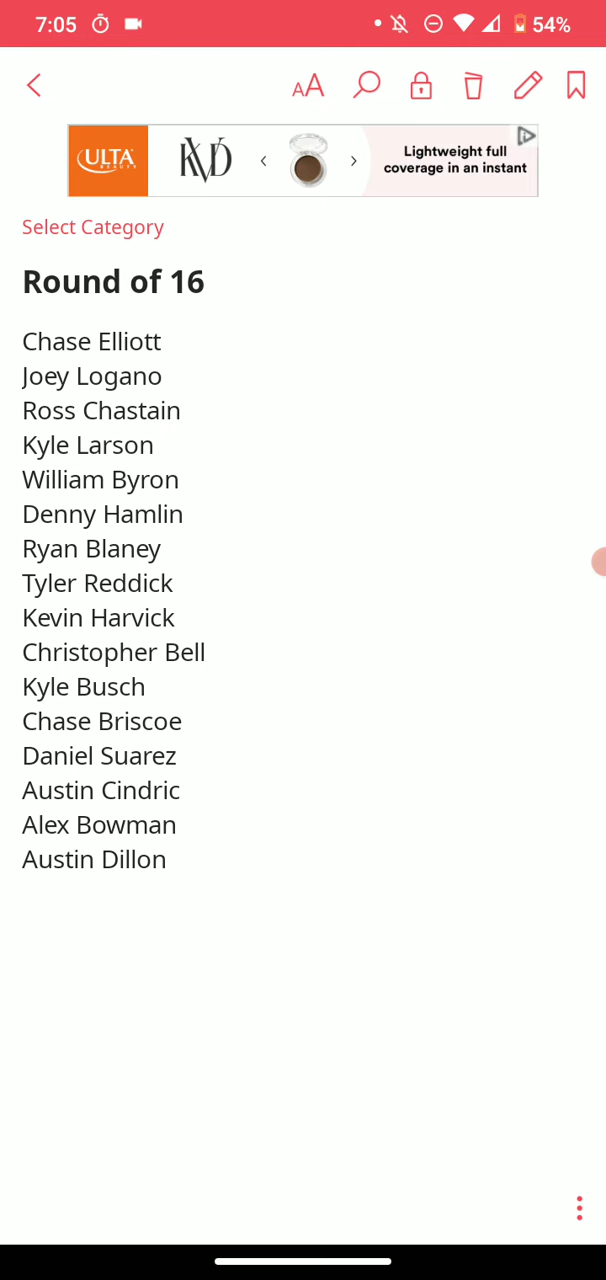 7:05
54%
AA
ULTA
BEAUTY
KVD
Lightweight full
coverage in an instant
Select Category
Round of 16
Chase Elliott
Joey Logano
Ross Chastain
Kyle Larson
William Byron
Denny Hamlin
Ryan Blaney
Tyler Reddick
Kevin Harvick
Christopher Bell
Kyle Busch
Chase Briscoe
Daniel Suarez
Austin Cindric
Alex Bowman
Austin Dillon